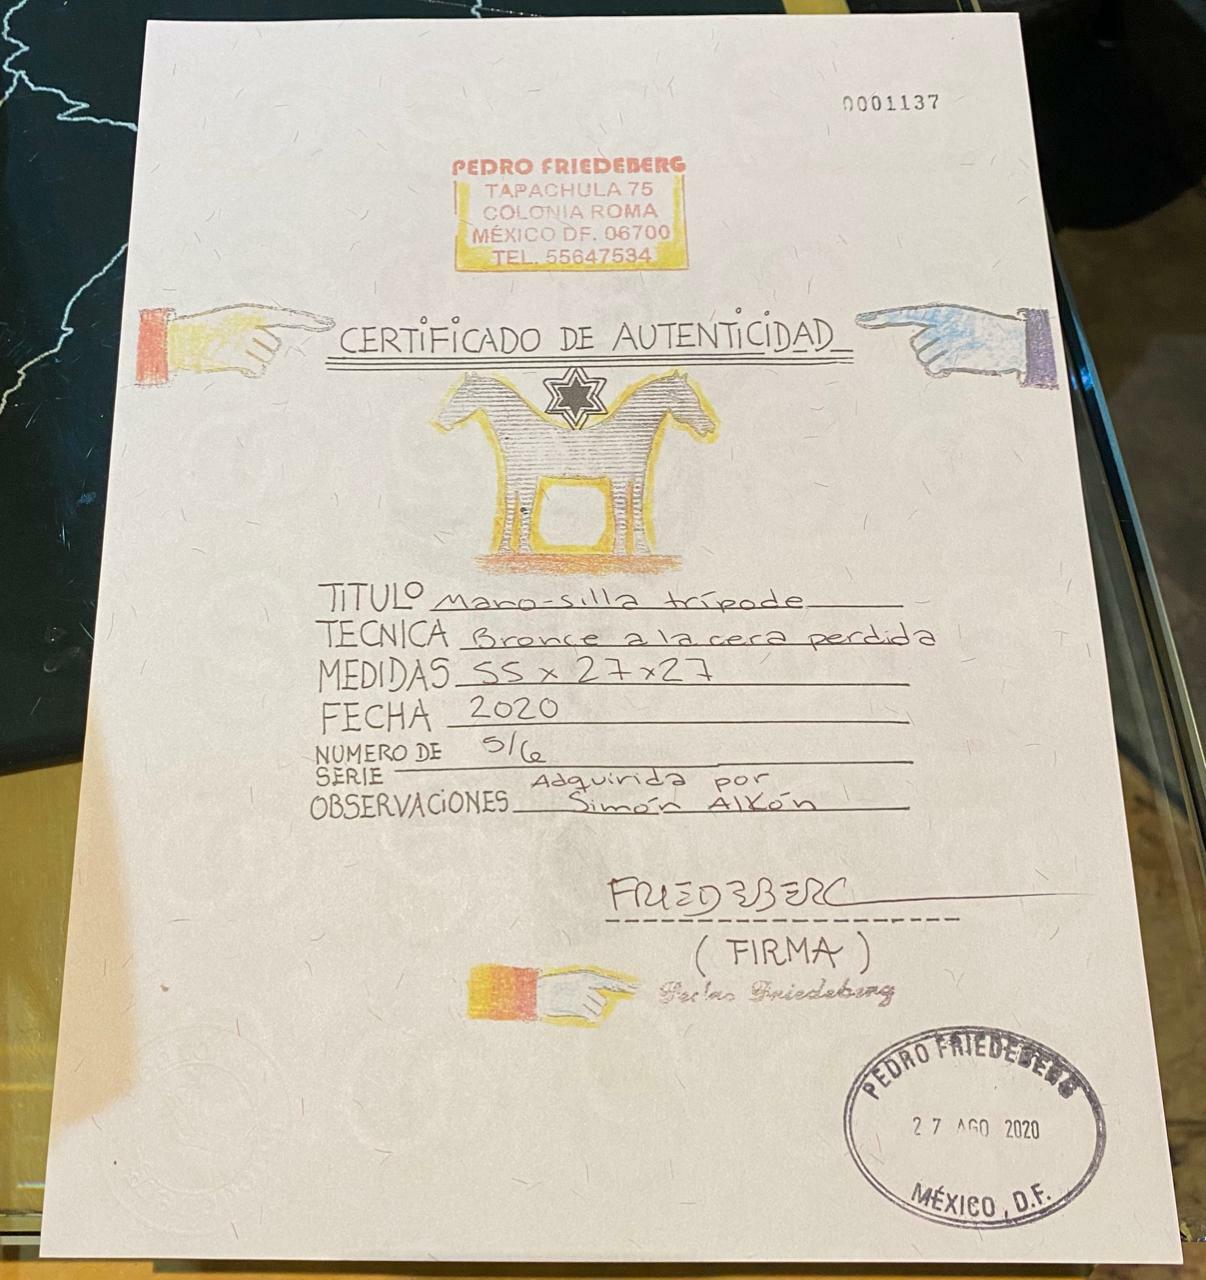 0001137
PEDRO FRIEDEBERG
TAPACHULA 75
COLONIA ROMA
MÉXICO DF. 06700
TEL. 55647534
CERTIFICADO DE AUTENTICIDAD
TITULO Mano-silla trípode
TECNICA Bronce a la cera perdida
MEDIDAS 55 x 27 x 27
FECHA 2020
NUMERO DE SERIE 5/6
Adquirida por
OBSERVACIONES Simón Alkón
FRIEDEBERG
(FIRMA)
Pedro Friedeberg
PEDRO FRIEDEBERG
27 AGO 2020
MÉXICO, D.F.